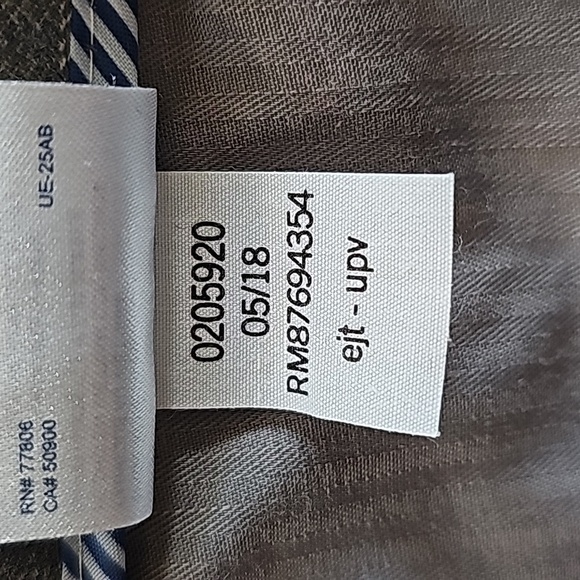 UE-25AB
RN# 77806
CA# 50900
0205920
05/18
RM87694354
ejt - upv